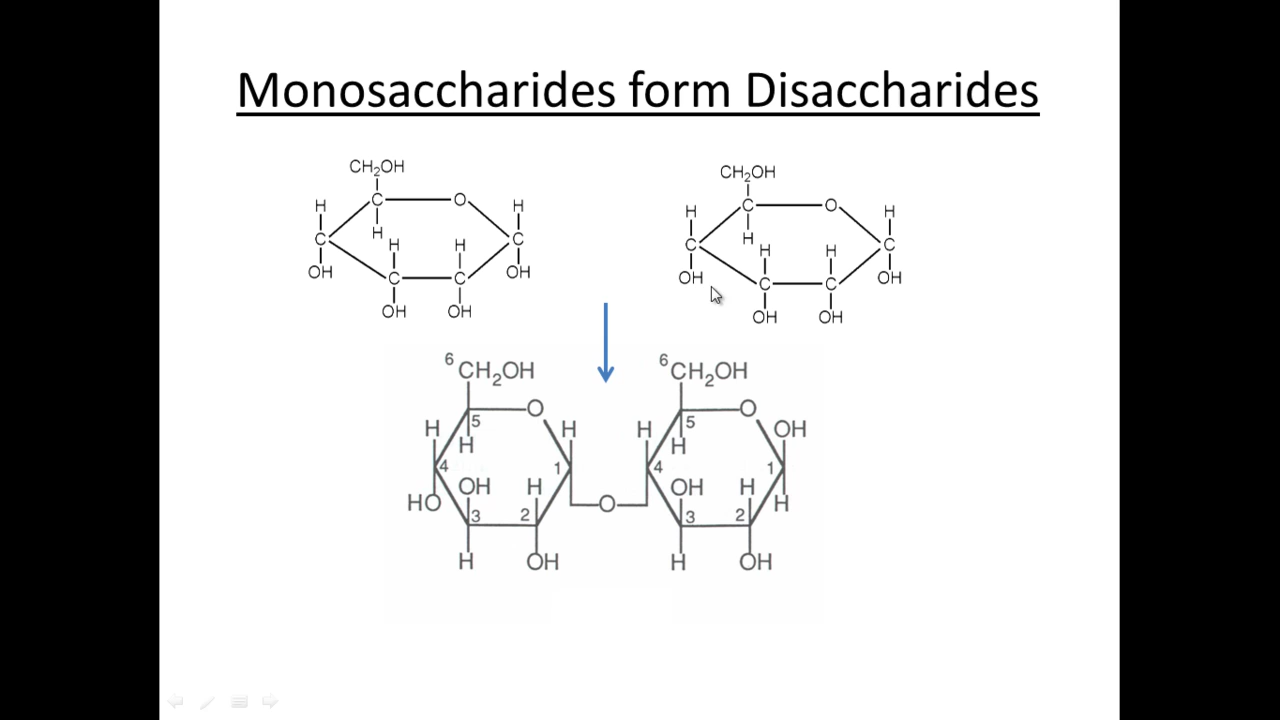 Monosaccharides form Disaccharides
CH₂OH CH₂OH
H C O H H C O H
C H H H C C H H H C
OH C C OH OH C C OH
OH OH OH OH
6 CH₂OH 6 CH₂OH
O O
H 5 H H 5 OH
H H
4 1 4 1
HO OH H OH H H
3 2 O 3 2
H OH H OH